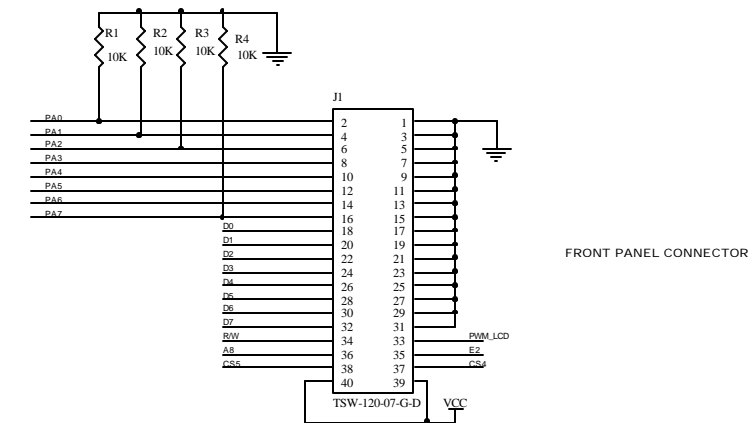 R1 R2 R3 R4
10K 10K 10K 10K
J1
PA0
PA1
PA2
PA3
PA4
PA5
PA6
PA7
D0
D1
D2
D3
D4
D5
D6
D7
R/W
A8
CS5
2 1
4 3
6 5
8 7
10 9
12 11
14 13
16 15
18 17
20 19
22 21
24 23
26 25
28 27
30 29
32 31
34 33 PWM_LCD
36 35 E2
38 37 CS4
40 39
TSW-120-07-G-D VCC
FRONT PANEL CONNECTOR